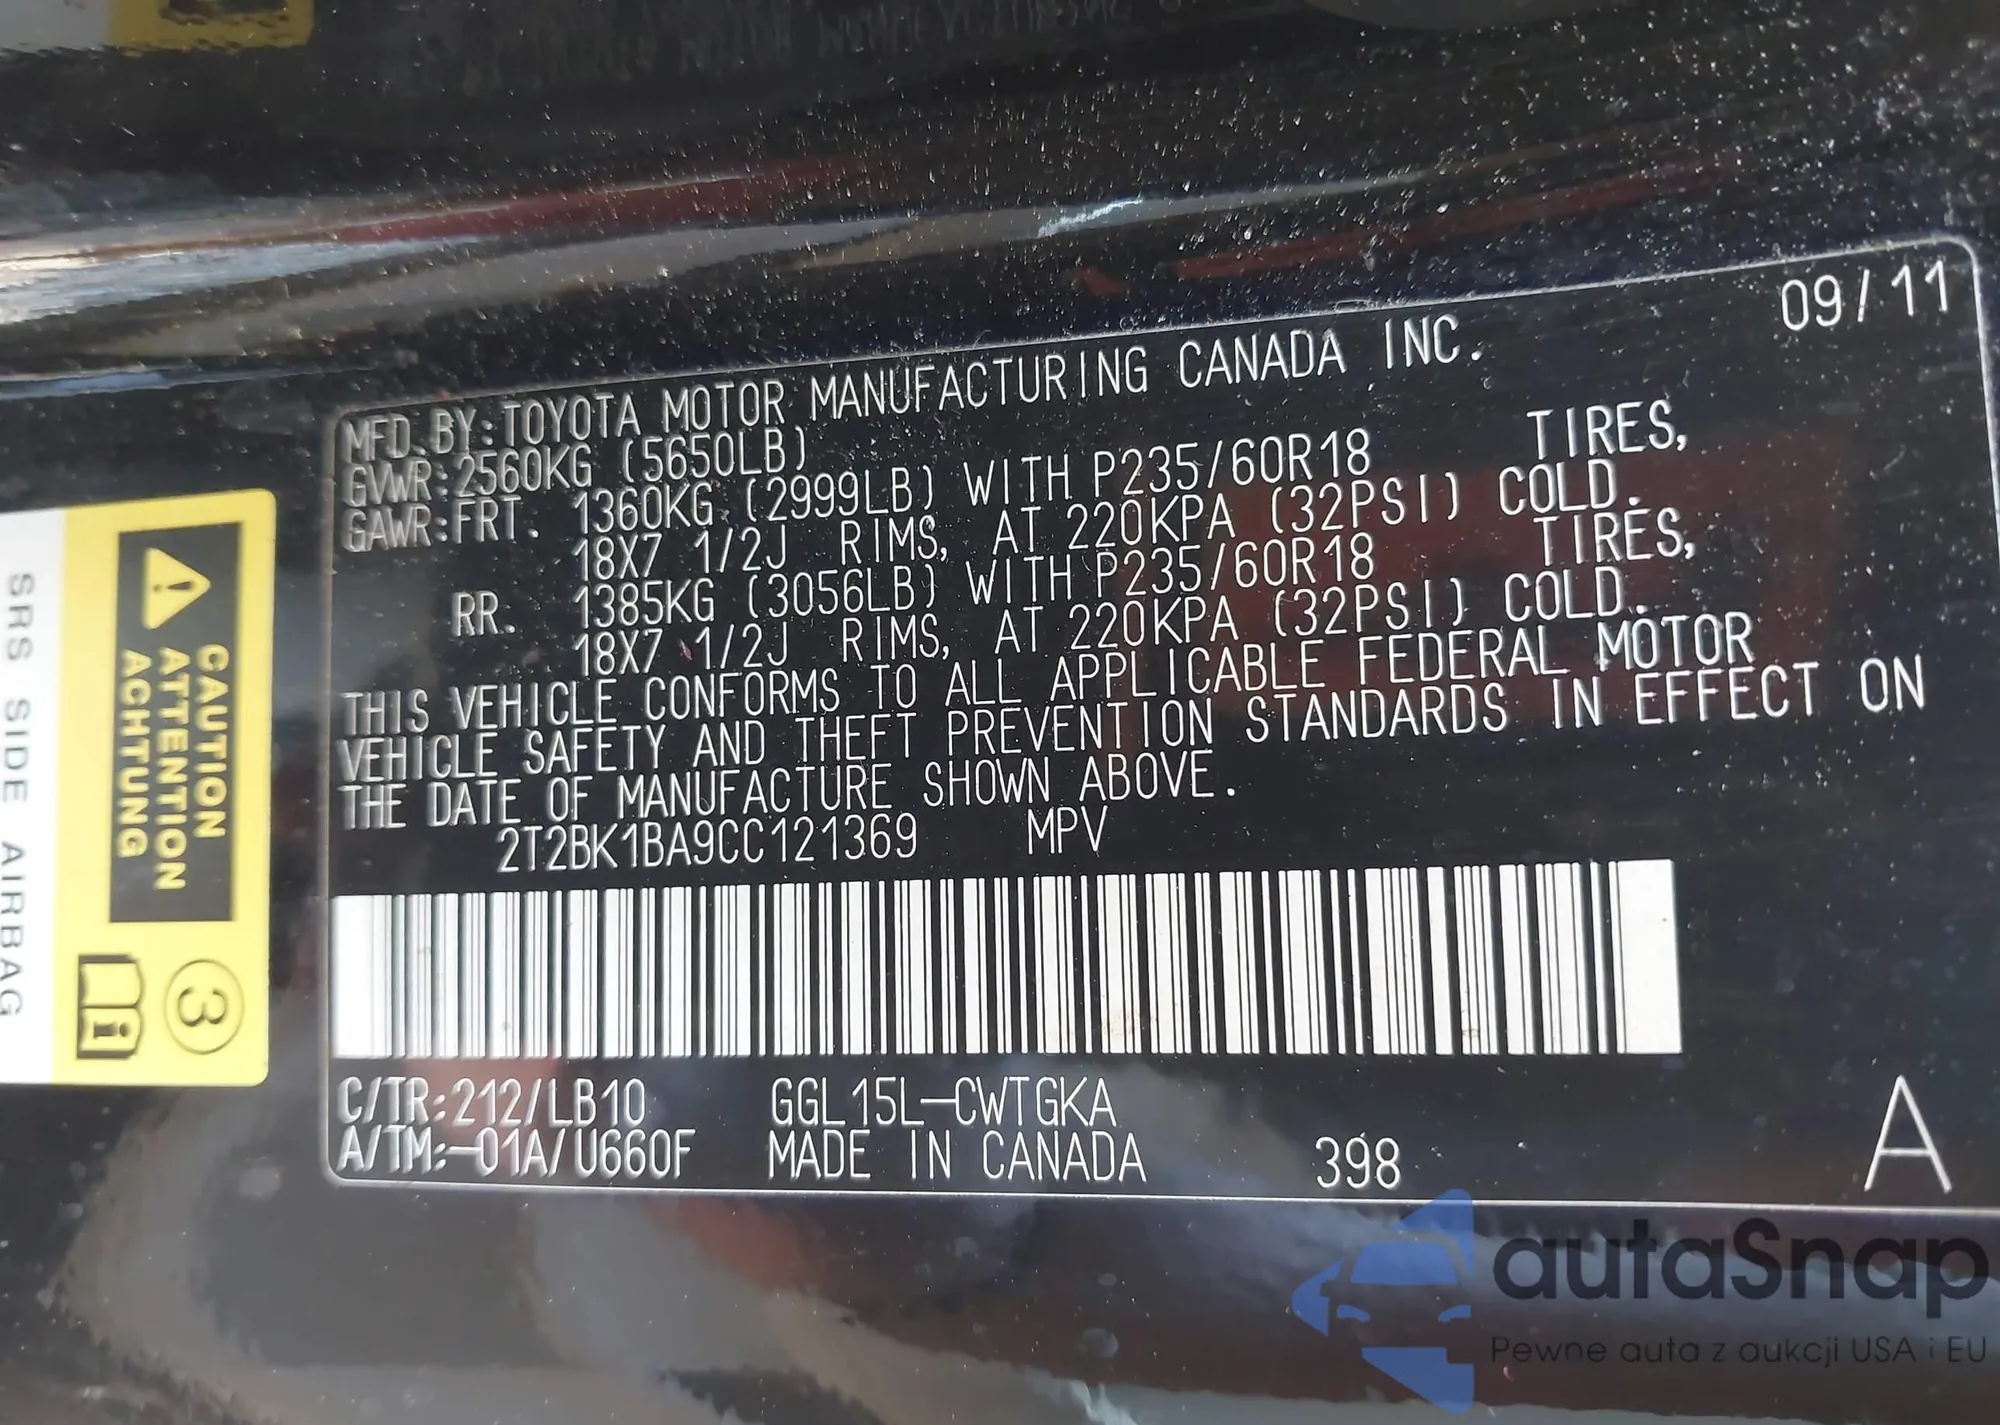 09/11
MFD.BY:TOYOTA MOTOR MANUFACTURING CANADA INC.
GVWR:2560KG (5650LB)
GAWR:FRT. 1360KG (2999LB) WITH P235/60R18 TIRES,
18X7 1/2J RIMS, AT 220KPA (32PSI) COLD.
RR. 1385KG (3056LB) WITH P235/60R18 TIRES,
18X7 1/2J RIMS, AT 220KPA (32PSI) COLD.
THIS VEHICLE CONFORMS TO ALL APPLICABLE FEDERAL MOTOR
VEHICLE SAFETY AND THEFT PREVENTION STANDARDS IN EFFECT ON
THE DATE OF MANUFACTURE SHOWN ABOVE.
2T2BK1BA9CC121369 MPV
C/TR:212/LB10 GGL15L-CWTGKA
A/TM:-01A/U660F MADE IN CANADA 398 A
CAUTION
ATTENTION
ACHTUNG
3
i
SRS SIDE AIRBAG
autaSnap
Pewne auta z aukcji USA i EU